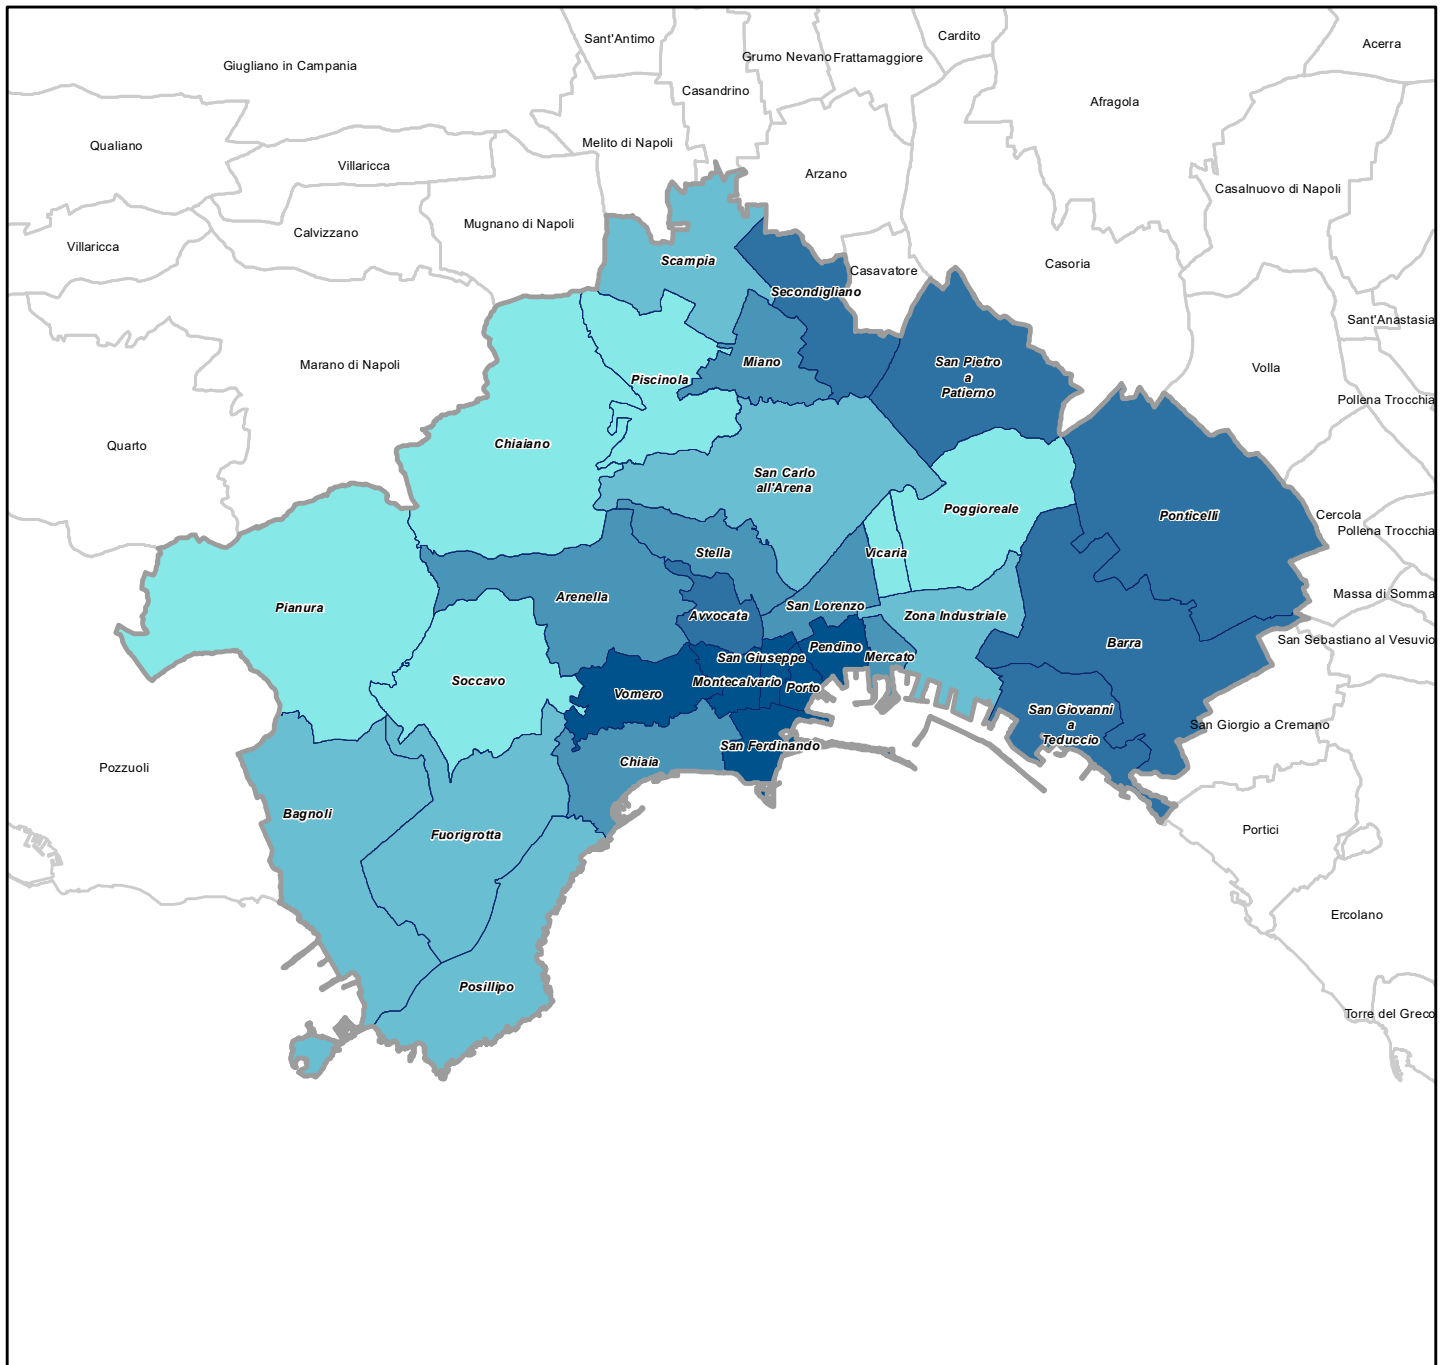 Sant'Antimo
Cardito
Acerra
Grumo Nevano
Frattamaggiore
Giugliano in Campania
Casandrino
Afragola
Qualiano
Melito di Napoli
Villaricca
Arzano
Casalnuovo di Napoli
Mugnano di Napoli
Calvizzano
Villaricca
Scampia
Casavatore
Casoria
Secondigliano
Sant'Anastasia
Marano di Napoli
Miano
San Pietro
a
Patierno
Volla
Piscinola
Pollena Trocchia
Chiaiano
Quarto
San Carlo
all'Arena
Poggioreale
Ponticelli
Cercola
Pollena Trocchia
Stella
Vicaria
Massa di Somma
Arenella
Pianura
San Lorenzo
Avvocata
Zona Industriale
San Sebastiano al Vesuvio
Barra
Pendino
San Giuseppe
Mercato
Soccavo
Montecalvario
Porto
Vomero
San Giovanni
a
Teduccio
San Giorgio a Cremano
San Ferdinando
Chiaia
Pozzuoli
Bagnoli
Fuorigrotta
Portici
Ercolano
Posillipo
Torre del Greco